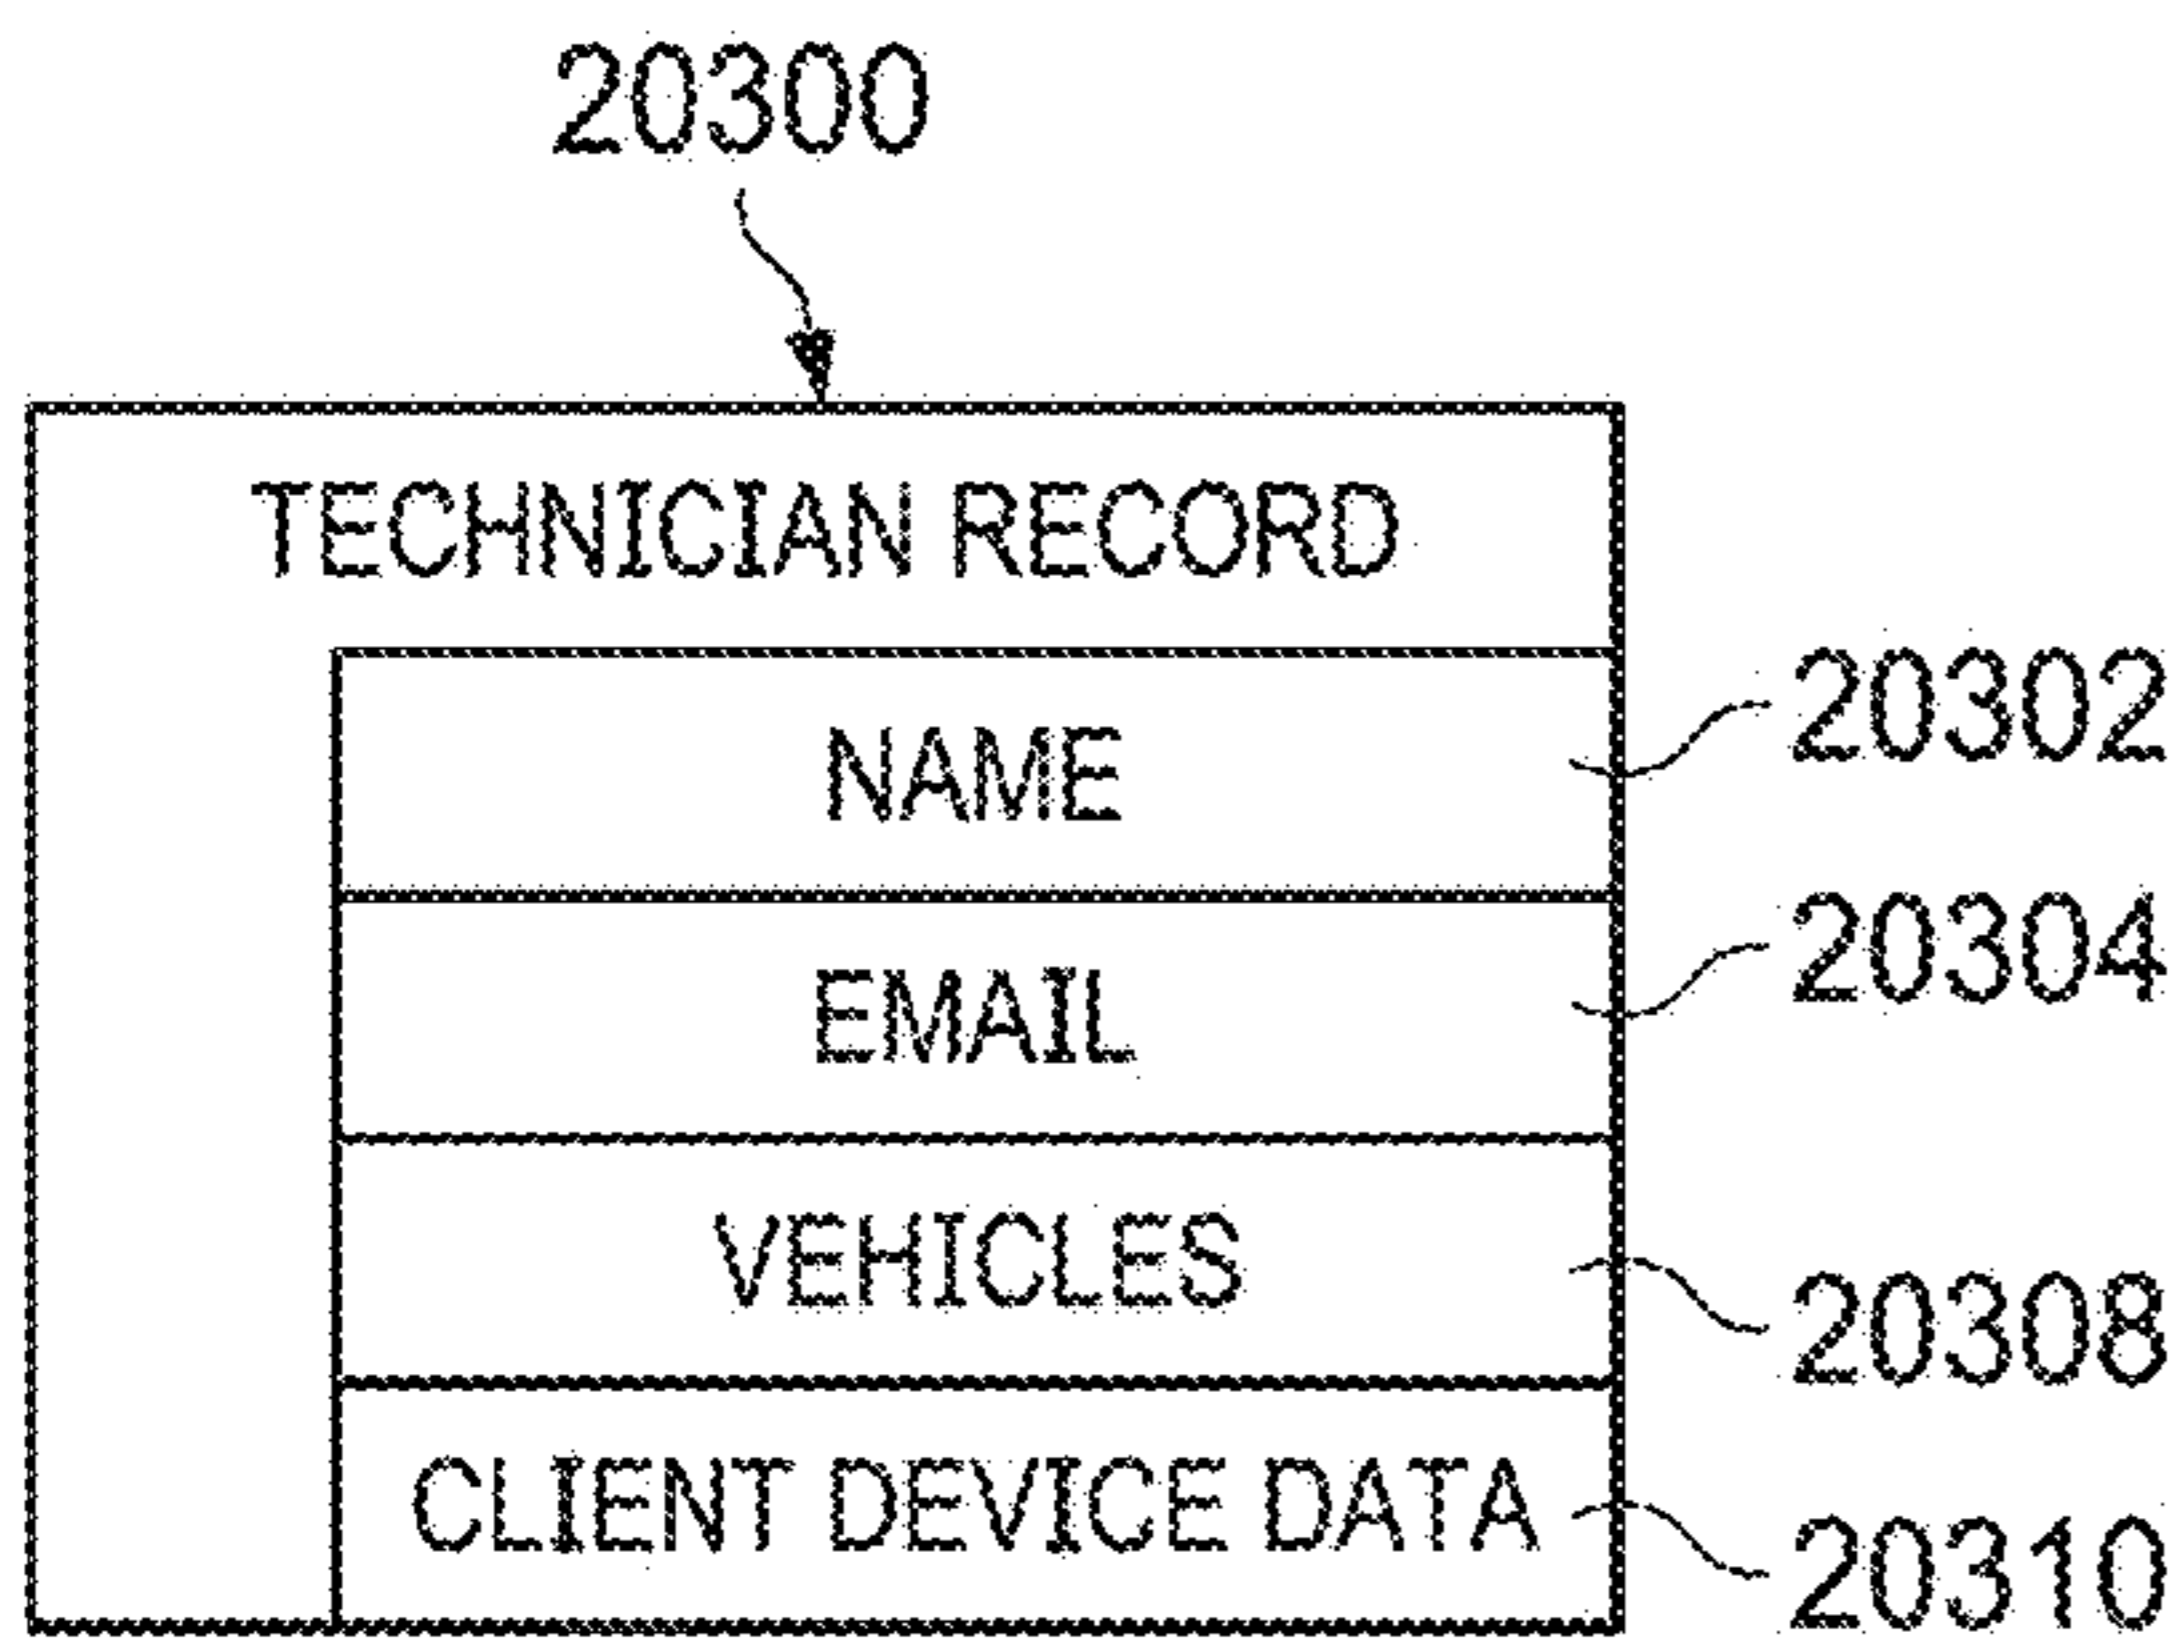 20300
TECHNICIAN RECORD
NAME
20302
EMAIL
20304
VEHICLES
20308
CLIENT DEVICE DATA
20310